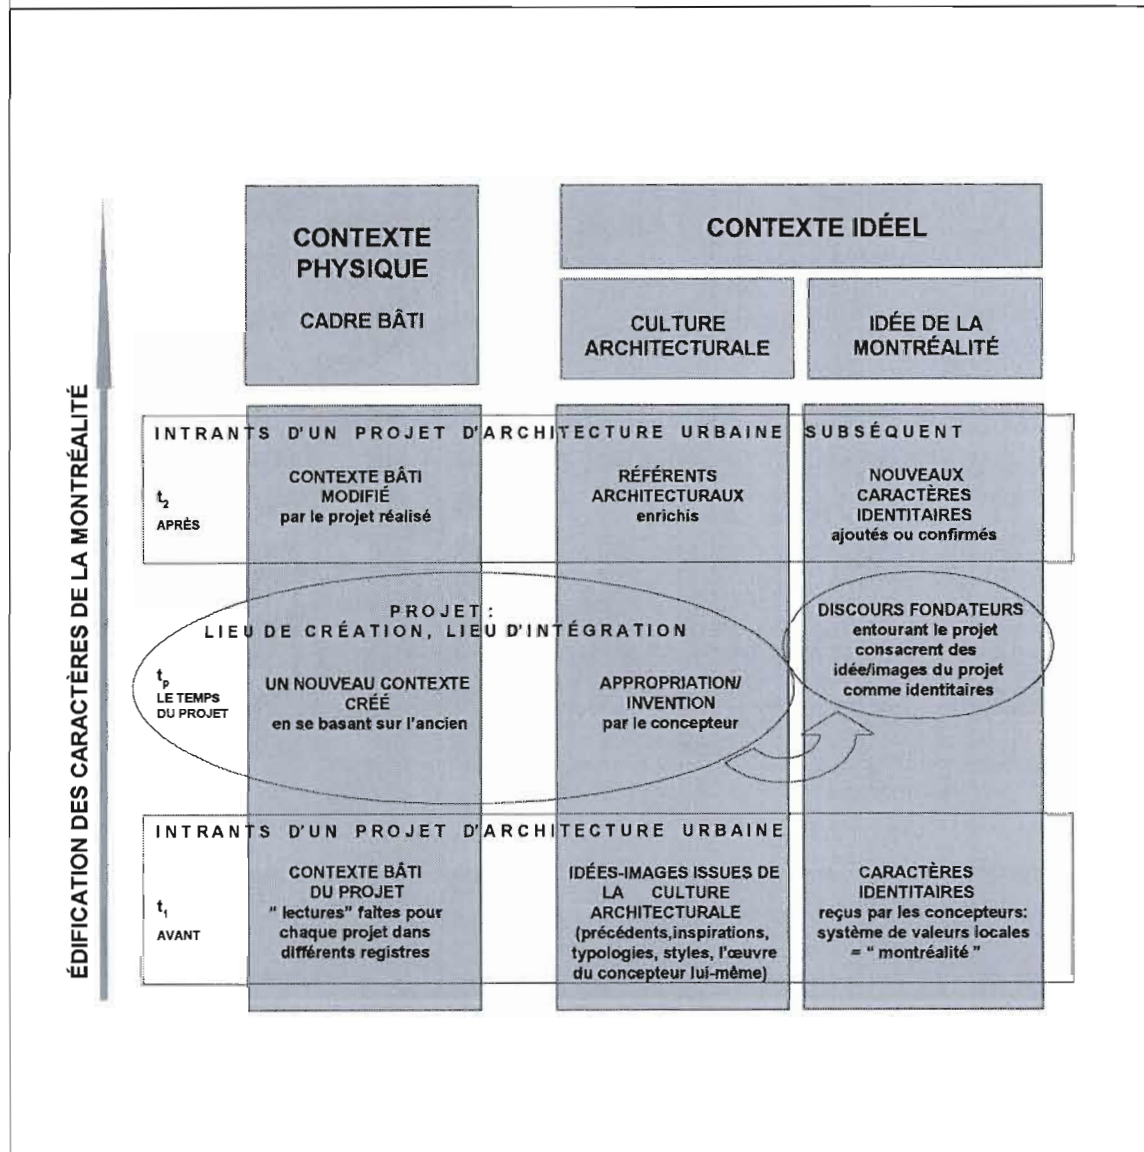 ÉDIFICATION DES CARACTÈRES DE LA MONTRÉALITÉ
CONTEXTE
PHYSIQUE
CADRE BÂTI
CONTEXTE IDÉEL
CULTURE
ARCHITECTURALE
IDÉE DE LA
MONTRÉALITÉ
INTRANTS D'UN PROJET D'ARCHITECTURE URBAINE SUBSÉQUENT
t2
APRÈS
CONTEXTE BÂTI
MODIFIÉ
par le projet réalisé
RÉFÉRENTS
ARCHITECTURAUX
enrichis
NOUVEAUX
CARACTÈRES
IDENTITAIRES
ajoutés ou confirmés
PROJET :
LIEU DE CRÉATION, LIEU D'INTÉGRATION
tp
LE TEMPS
DU PROJET
UN NOUVEAU CONTEXTE
CRÉÉ
en se basant sur l'ancien
APPROPRIATION/
INVENTION
par le concepteur
DISCOURS FONDATEURS
entourant le projet
consacrent des
idée/images du projet
comme identitaires
INTRANTS D'UN PROJET D'ARCHITECTURE URBAINE
t1
AVANT
CONTEXTE BÂTI
DU PROJET
" lectures" faites pour
chaque projet dans
différents registres
IDÉES-IMAGES ISSUES DE
LA CULTURE
ARCHITECTURALE
(précédents,inspirations,
typologies, styles, l'œuvre
du concepteur lui-même)
CARACTÈRES
IDENTITAIRES
reçus par les concepteurs:
système de valeurs locales
= " montréalité "